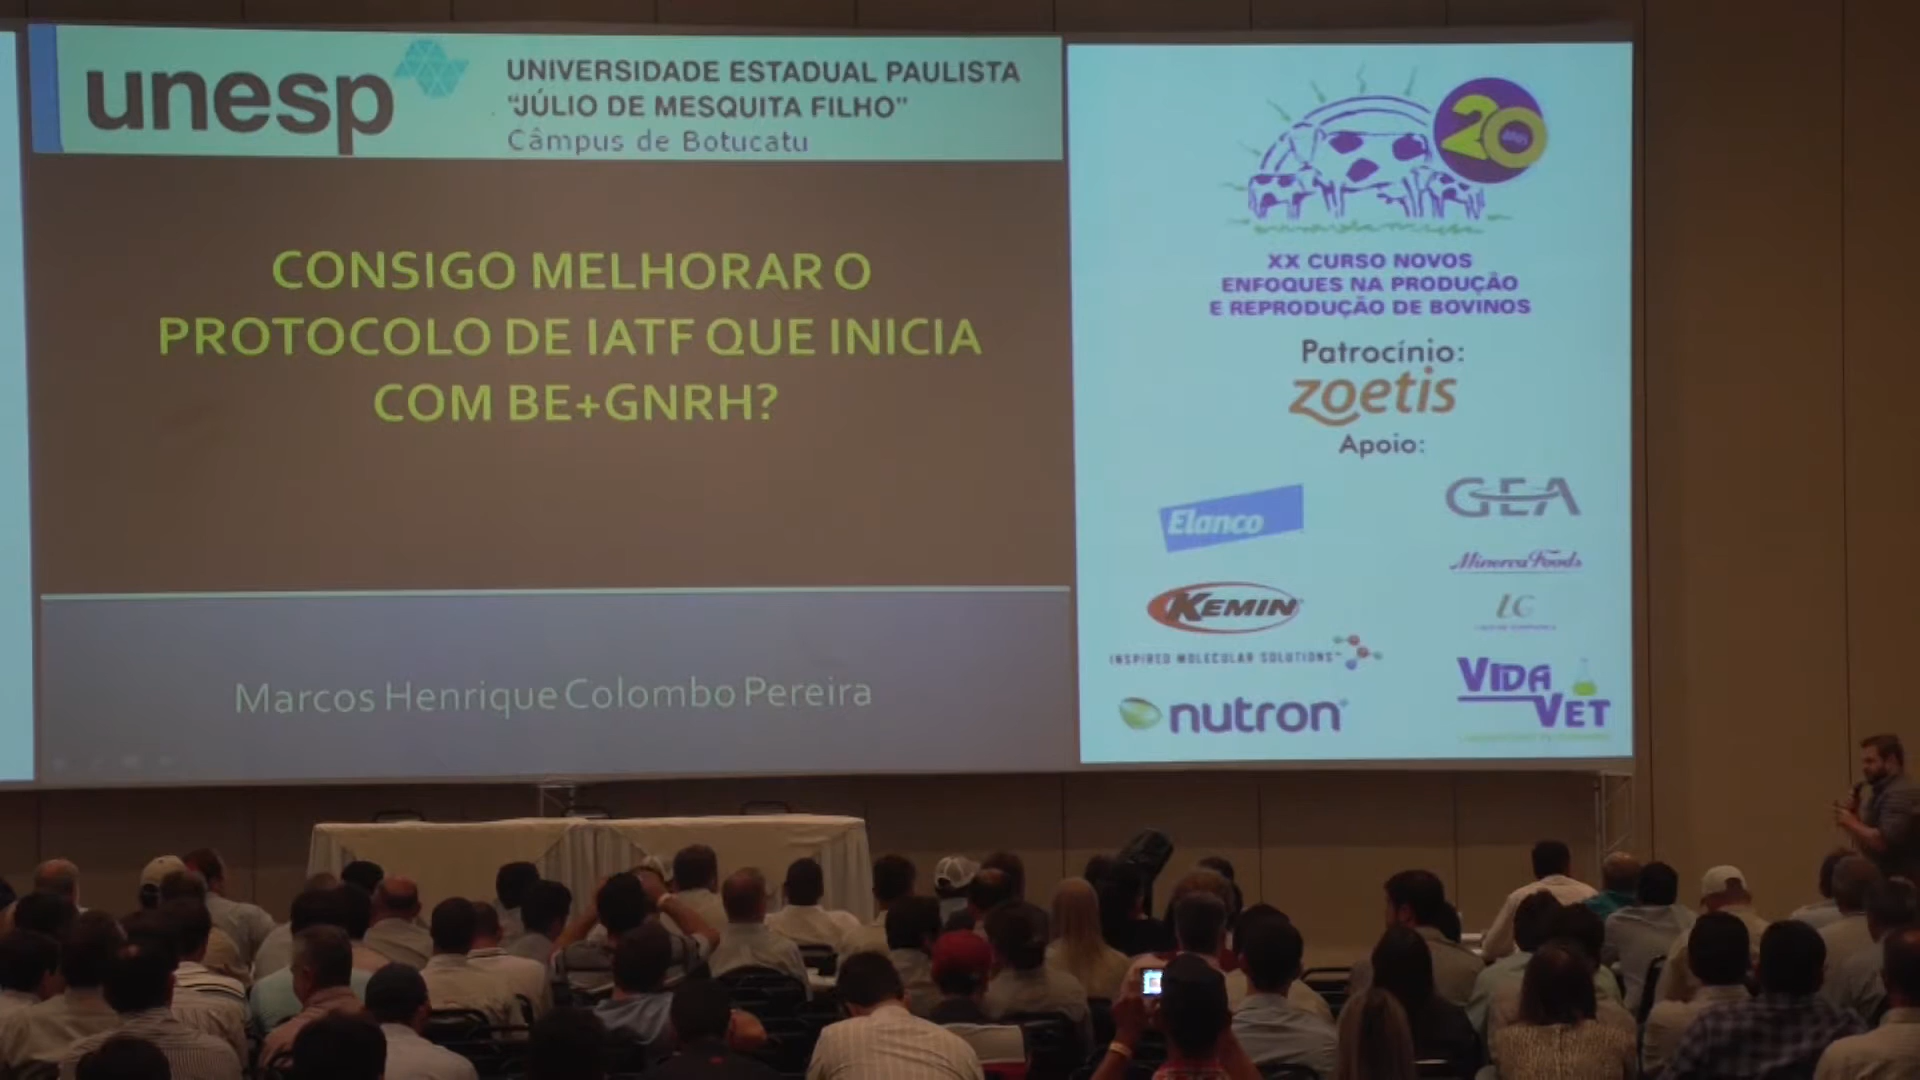 unesp
UNIVERSIDADE ESTADUAL PAULISTA
"JÚLIO DE MESQUITA FILHO"
Câmpus de Botucatu
CONSIGO MELHORAR O
PROTOCOLO DE IATF QUE INICIA
COM BE+GNRH?
Marcos Henrique Colombo Pereira
20
XX CURSO NOVOS
ENFOQUES NA PRODUÇÃO
E REPRODUÇÃO DE BOVINOS
Patrocínio:
zoetis
Apoio:
Elanco
GEA
Minerva Foods
KEMIN
INSPIRED MOLECULAR SOLUTIONS™
nutron
VIDA
VET